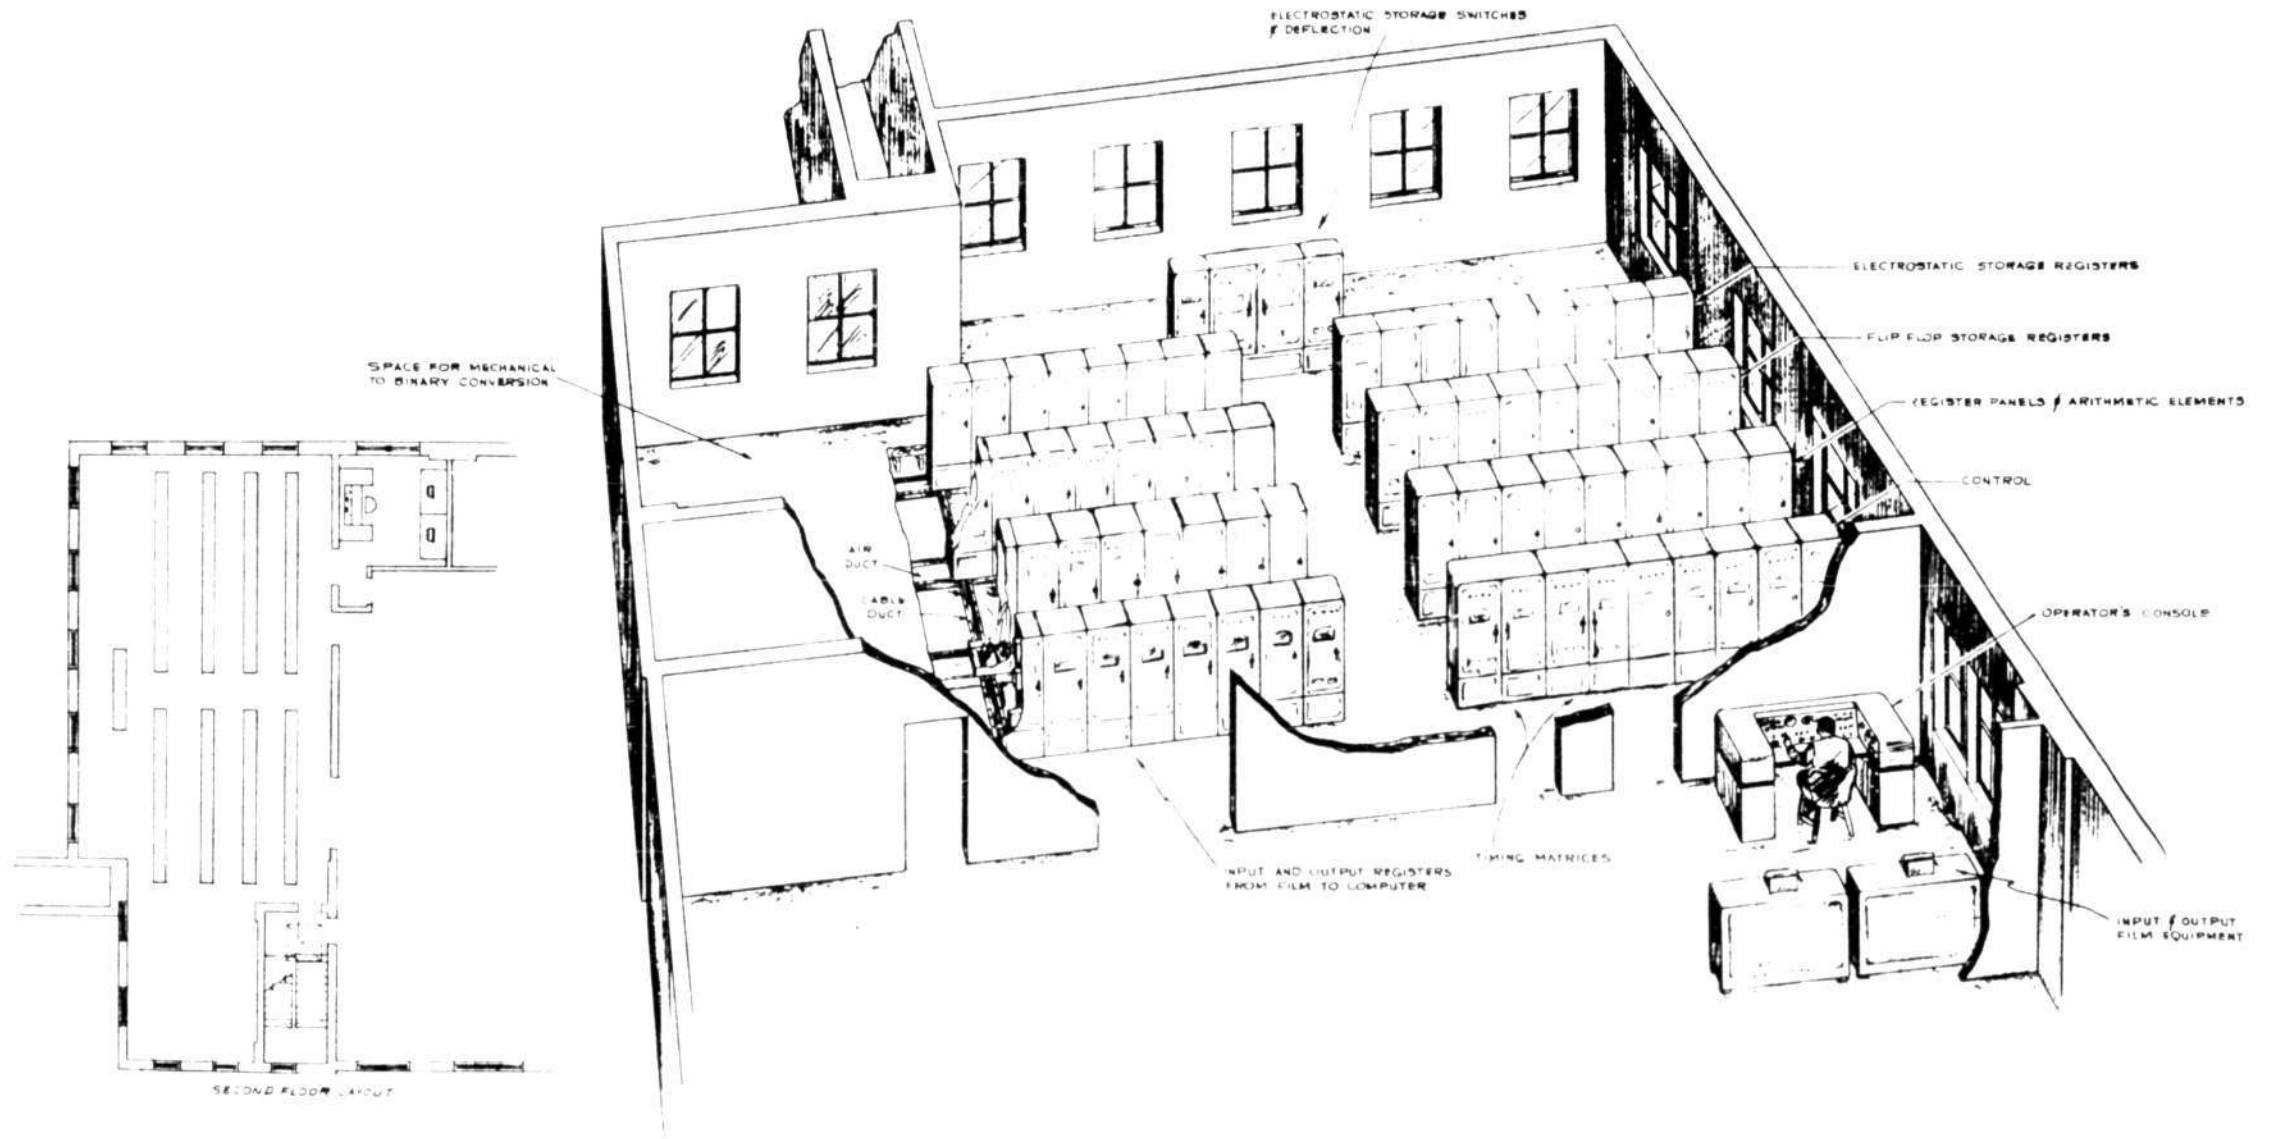 ELECTROSTATIC STORAGE SWITCHES
& DEFLECTION
ELECTROSTATIC STORAGE REGISTERS
FLIP FLOP STORAGE REGISTERS
REGISTER PANELS & ARITHMETIC ELEMENTS
CONTROL
OPERATOR'S CONSOLE
INPUT & OUTPUT
FILM EQUIPMENT
SPACE FOR MECHANICAL
TO BINARY CONVERSION
AIR
DUCT
CABLE
DUCT
TIMING MATRICES
INPUT AND OUTPUT REGISTERS
FROM FILM TO COMPUTER
SECOND FLOOR LAYOUT